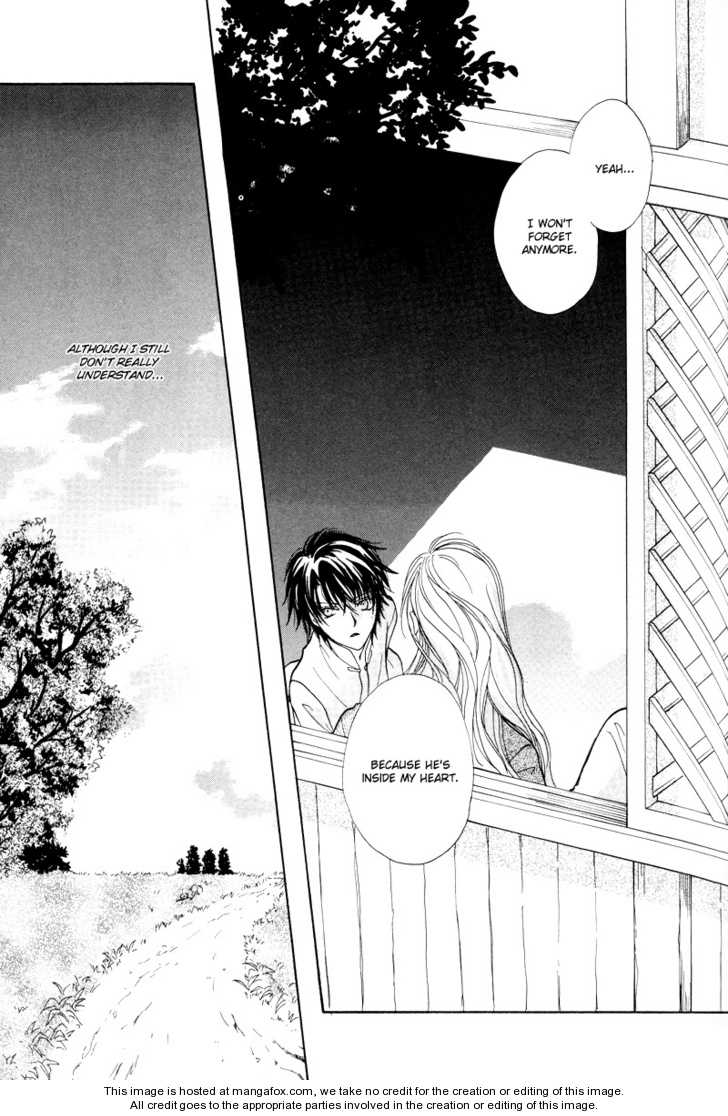 YEAH...
I WON'T
FORGET
ANYMORE.
BECAUSE HE'S
INSIDE MY HEART.
ALTHOUGH I STILL
DON'T REALLY
UNDERSTAND...
This image is hosted at mangafox.com, we take no credit for the creation or editing of this image.
All credit goes to the appropriate parties involved in the creation or editing of this image.